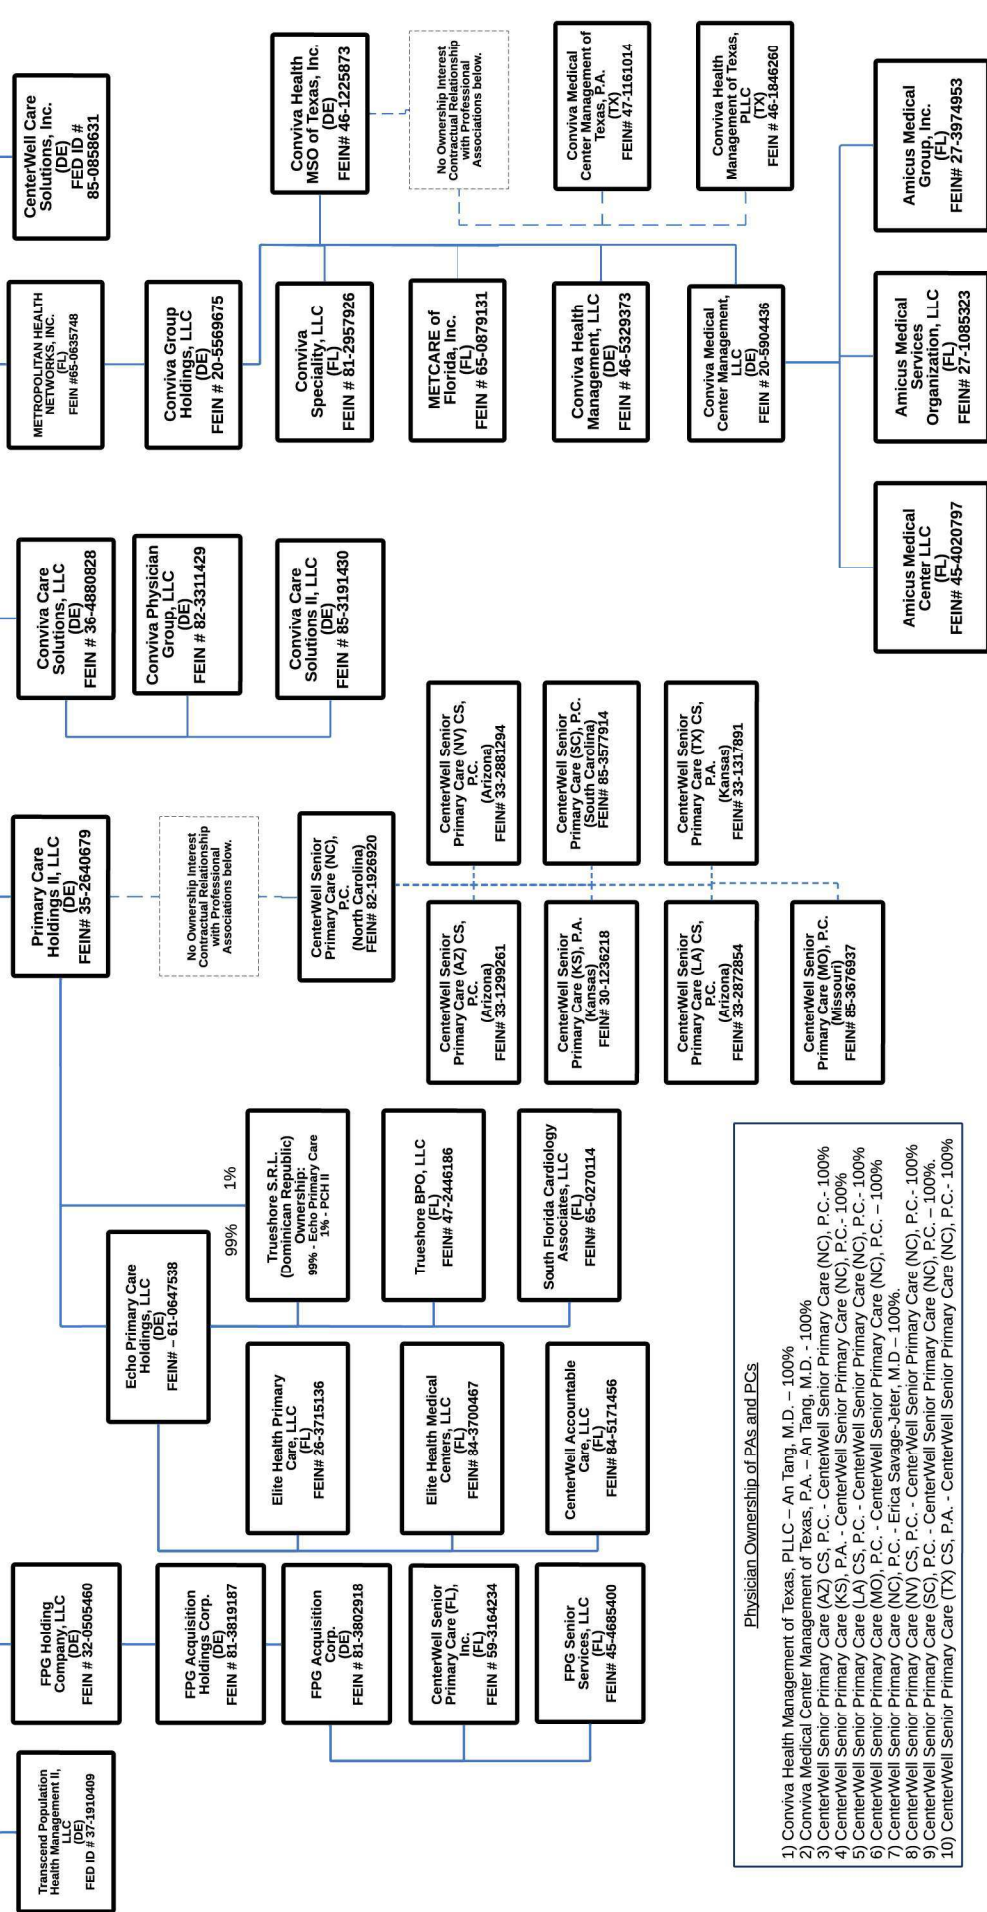 Transcend Population
Health Management II,
LLC
(DE)
FED ID # 37-1910409
FPG Holding
Company, LLC
(DE)
FEIN # 32-0505460
Primary Care
Holdings II, LLC
(DE)
FEIN# 35-2640679
Conviva Care
Solutions, LLC
(DE)
FEIN # 36-4880828
METROPOLITAN HEALTH
NETWORKS, INC.
(FL)
FEIN #65-0635748
CenterWell Care
Solutions, Inc.
(DE)
FED ID #
85-0858631
FPG Acquisition
Holdings Corp.
(DE)
FEIN # 81-3819187
Echo Primary Care
Holdings, LLC
(DE)
FEIN# – 61-0647538
No Ownership Interest
Contractual Relationship
with Professional
Associations below.
Conviva Physician
Group, LLC
(DE)
FEIN # 82-3311429
Conviva Group
Holdings, LLC
(DE)
FEIN # 20-5569675
99%
1%
FPG Acquisition
Corp.
(DE)
FEIN # 81-3802918
Elite Health Primary
Care, LLC
(FL)
FEIN# 26-3715136
Trueshore S.R.L.
(Dominican Republic)
Ownership:
99% - Echo Primary Care
1% - PCH II
CenterWell Senior
Primary Care (NC),
P.C.
(North Carolina)
FEIN# 82-1926920
Conviva Care
Solutions II, LLC
(DE)
FEIN # 85-3191430
Conviva
Speciality, LLC
(FL)
FEIN # 81-2957926
Conviva Health
MSO of Texas, Inc.
(DE)
FEIN# 46-1225873
CenterWell Senior
Primary Care (FL),
Inc.
(FL)
FEIN # 59-3164234
Elite Health Medical
Centers, LLC
(FL)
FEIN# 84-3700467
Trueshore BPO, LLC
(FL)
FEIN# 47-2446186
CenterWell Senior
Primary Care (AZ) CS,
P.C.
(Arizona)
FEIN# 33-1299261
CenterWell Senior
Primary Care (NV) CS,
P.C.
(Arizona)
FEIN# 33-2881294
METCARE of
Florida, Inc.
(FL)
FEIN # 65-0879131
No Ownership Interest
Contractual Relationship
with Professional
Associations below.
FPG Senior
Services, LLC
(FL)
FEIN# 45-4685400
CenterWell Accountable
Care, LLC
(FL)
FEIN# 84-5171456
South Florida Cardiology
Associates, LLC
(FL)
FEIN# 65-0270114
CenterWell Senior
Primary Care (KS), P.A.
(Kansas)
FEIN# 30-1236218
CenterWell Senior
Primary Care (SC), P.C.
(South Carolina)
FEIN# 85-3577914
Conviva Health
Management, LLC
(DE)
FEIN # 46-5329373
Conviva Medical
Center Management of
Texas, P.A.
(TX)
FEIN# 47-1161014
CenterWell Senior
Primary Care (LA) CS,
P.C.
(Arizona)
FEIN# 33-2872854
CenterWell Senior
Primary Care (TX) CS,
P.A.
(Kansas)
FEIN# 33-1317891
Conviva Medical
Center Management,
LLC
(DE)
FEIN # 20-5904436
Conviva Health
Management of Texas,
PLLC
(TX)
FEIN # 46-1846260
CenterWell Senior
Primary Care (MO), P.C.
(Missouri)
FEIN# 85-3676937
Amicus Medical
Center LLC
(FL)
FEIN# 45-4020797
Amicus Medical
Services
Organization, LLC
(FL)
FEIN# 27-1085323
Amicus Medical
Group, Inc.
(FL)
FEIN# 27-3974953
Physician Ownership of PAs and PCs
1) Conviva Health Management of Texas, PLLC – An Tang, M.D. – 100%
2) Conviva Medical Center Management of Texas, P.A. – An Tang, M.D. - 100%
3) CenterWell Senior Primary Care (AZ) CS, P.C. - CenterWell Senior Primary Care (NC), P.C.- 100%
4) CenterWell Senior Primary Care (KS), P.A. - CenterWell Senior Primary Care (NC), P.C.- 100%
5) CenterWell Senior Primary Care (LA) CS, P.C. - CenterWell Senior Primary Care (NC), P.C.- 100%
6) CenterWell Senior Primary Care (MO), P.C. - CenterWell Senior Primary Care (NC), P.C. – 100%
7) CenterWell Senior Primary Care (NC), P.C. - Erica Savage-Jeter, M.D – 100%.
8) CenterWell Senior Primary Care (NV) CS, P.C. - CenterWell Senior Primary Care (NC), P.C.- 100%
9) CenterWell Senior Primary Care (SC), P.C. - CenterWell Senior Primary Care (NC), P.C. – 100%.
10) CenterWell Senior Primary Care (TX) CS, P.A. - CenterWell Senior Primary Care (NC), P.C.- 100%